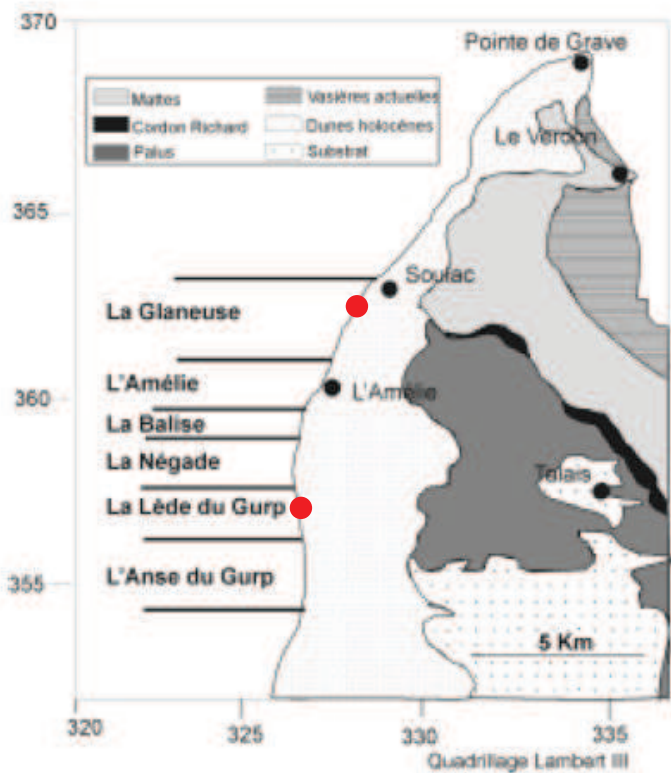 370
Pointe de Grave
Mattes
Vasières actuelles
Cordon Richard
Dunes holocènes
Palus
Substrat
Le Verdon
365
Soulac
La Glaneuse
L'Amélie
360
L'Amélie
La Balise
La Négade
Talais
La Lède du Gurp
355
L'Anse du Gurp
5 Km
320
325
330
335
Quadrillage Lambert III